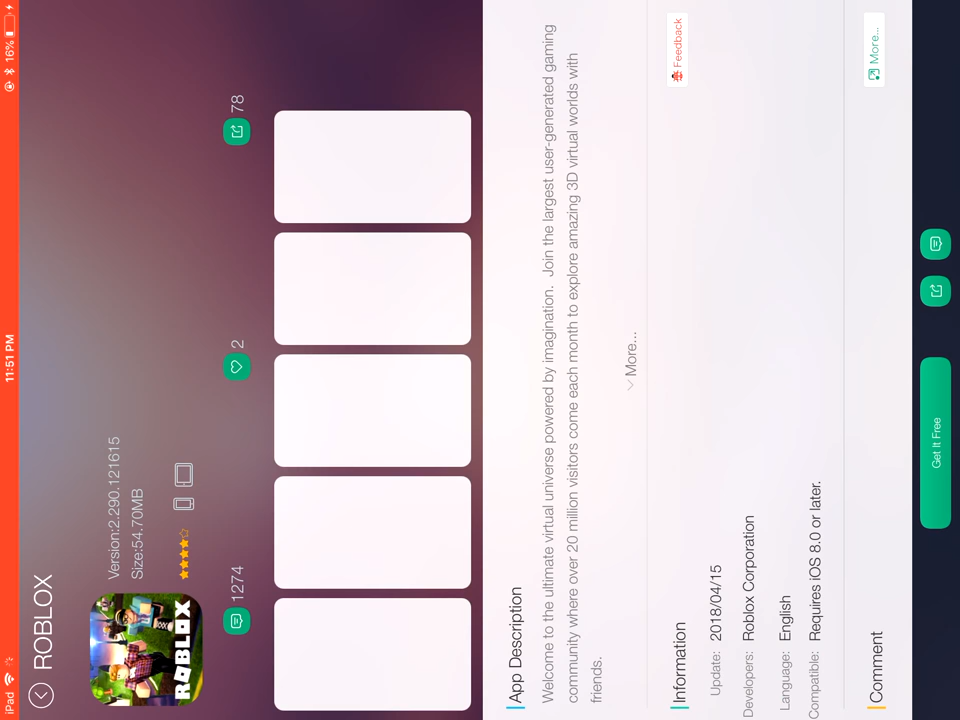 iPad 11:51 PM 16%
ROBLOX
ROBLOX
Version:2.290.121615
Size:54.70MB
1274 2 78
App Description
Welcome to the ultimate virtual universe powered by imagination. Join the largest user-generated gaming
community where over 20 million visitors come each month to explore amazing 3D virtual worlds with
friends.
More...
Information
Feedback
Update: 2018/04/15
Developers: Roblox Corporation
Language: English
Compatible: Requires iOS 8.0 or later.
Comment
More...
Get It Free